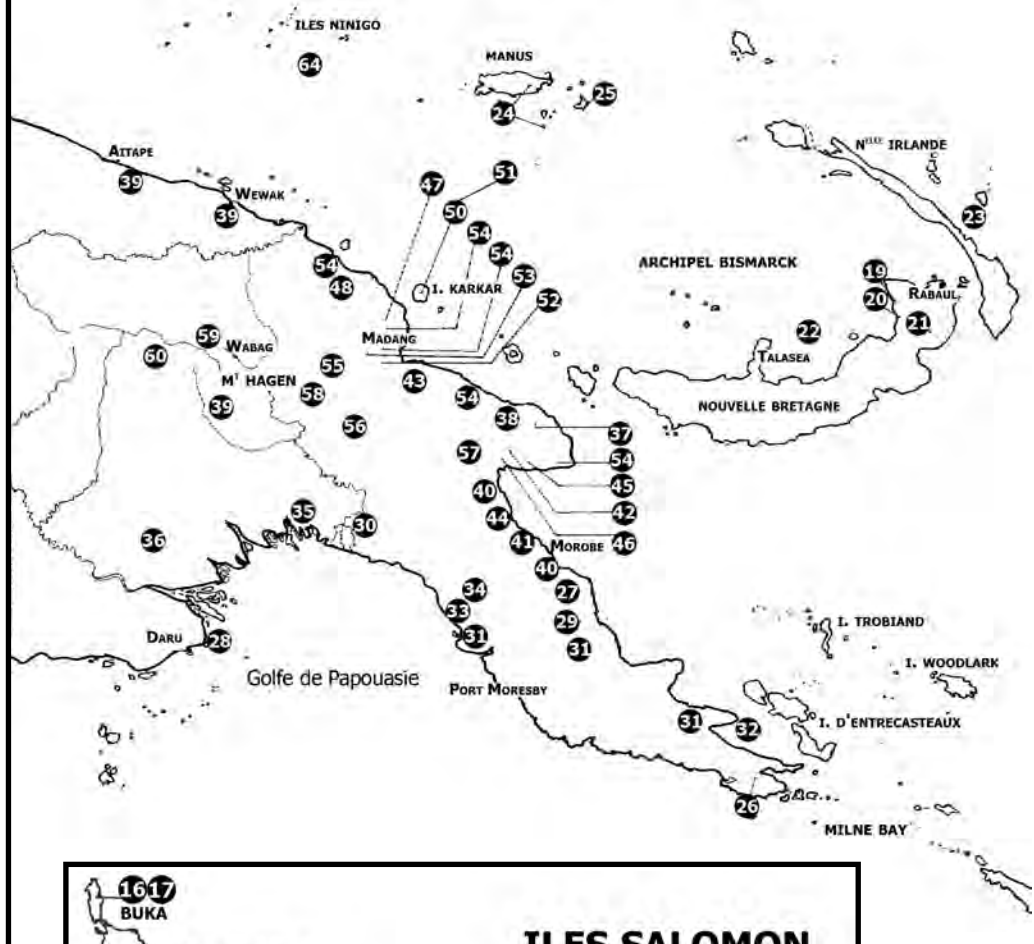 ILES NINIGO
64
MANUS
25
24
AITAPE
39
WEWAK
39
47
51
50
54
54
53
52
N^ELLE IRLANDE
23
ARCHIPEL BISMARCK
54
48
I. KARKAR
19
20
RABAUL
21
22
TALASEA
MADANG
59
WABAG
60
M^T HAGEN
55
58
39
43
54
38
56
NOUVELLE BRETAGNE
37
57
54
45
40
42
44
46
35
30
36
41
MOROBE
40
27
34
33
29
31
31
I. TROBIAND
DARU
28
Golfe de Papouasie
PORT MORESBY
I. WOODLARK
31
32
I. D'ENTRECASTEAUX
26
MILNE BAY
16 17
BUKA
ILES SALOMON